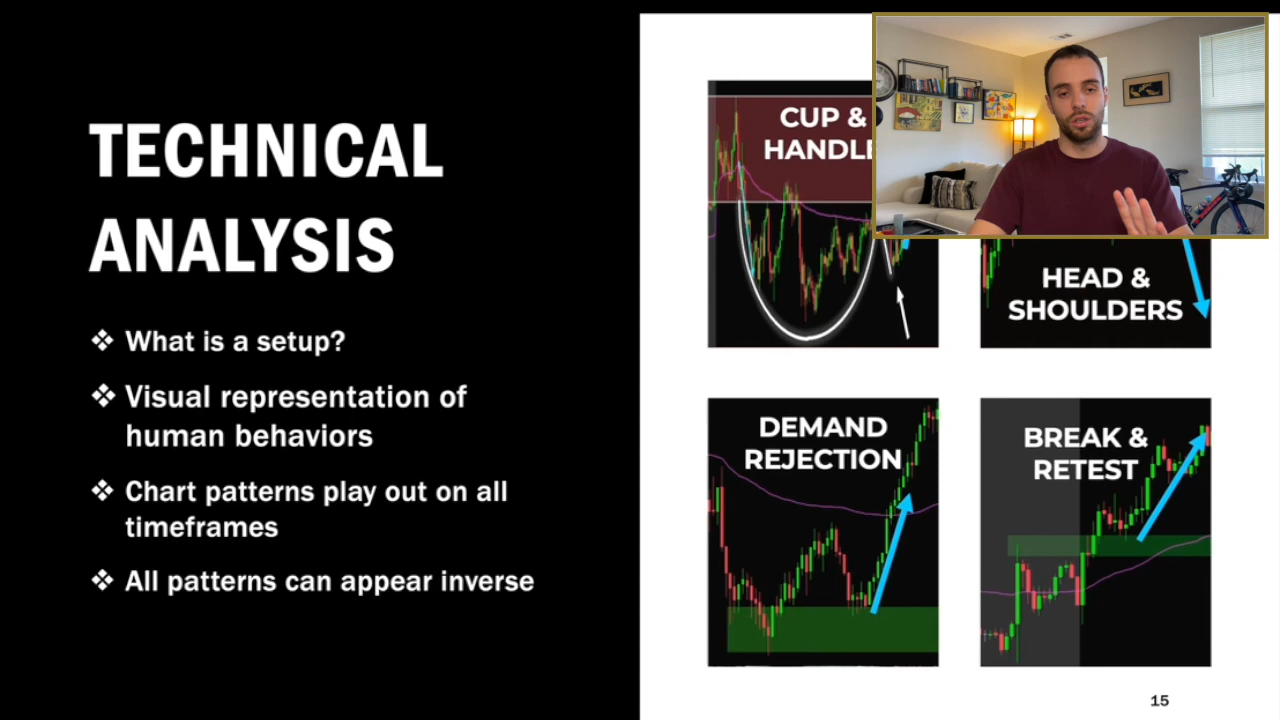 TECHNICAL
ANALYSIS
❖ What is a setup?
❖ Visual representation of
human behaviors
❖ Chart patterns play out on all
timeframes
❖ All patterns can appear inverse
CUP &
HANDLE
HEAD &
SHOULDERS
DEMAND
REJECTION
BREAK &
RETEST
15